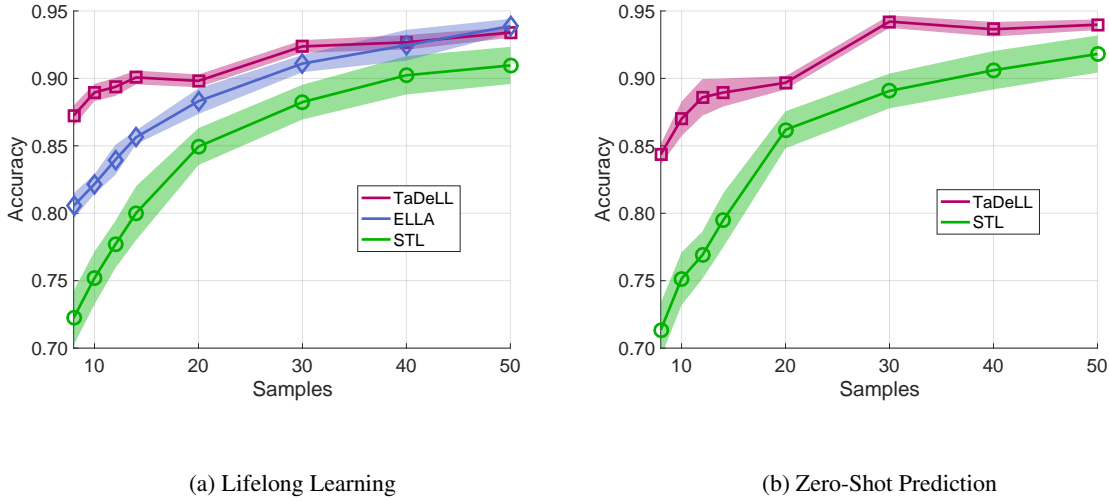 0.95
0.90
0.85
0.80
0.75
0.70
Accuracy
TaDeLL
ELLA
STL
10 20 30 40 50
Samples
(a) Lifelong Learning
0.95
0.90
0.85
0.80
0.75
0.70
Accuracy
TaDeLL
STL
10 20 30 40 50
Samples
(b) Zero-Shot Prediction